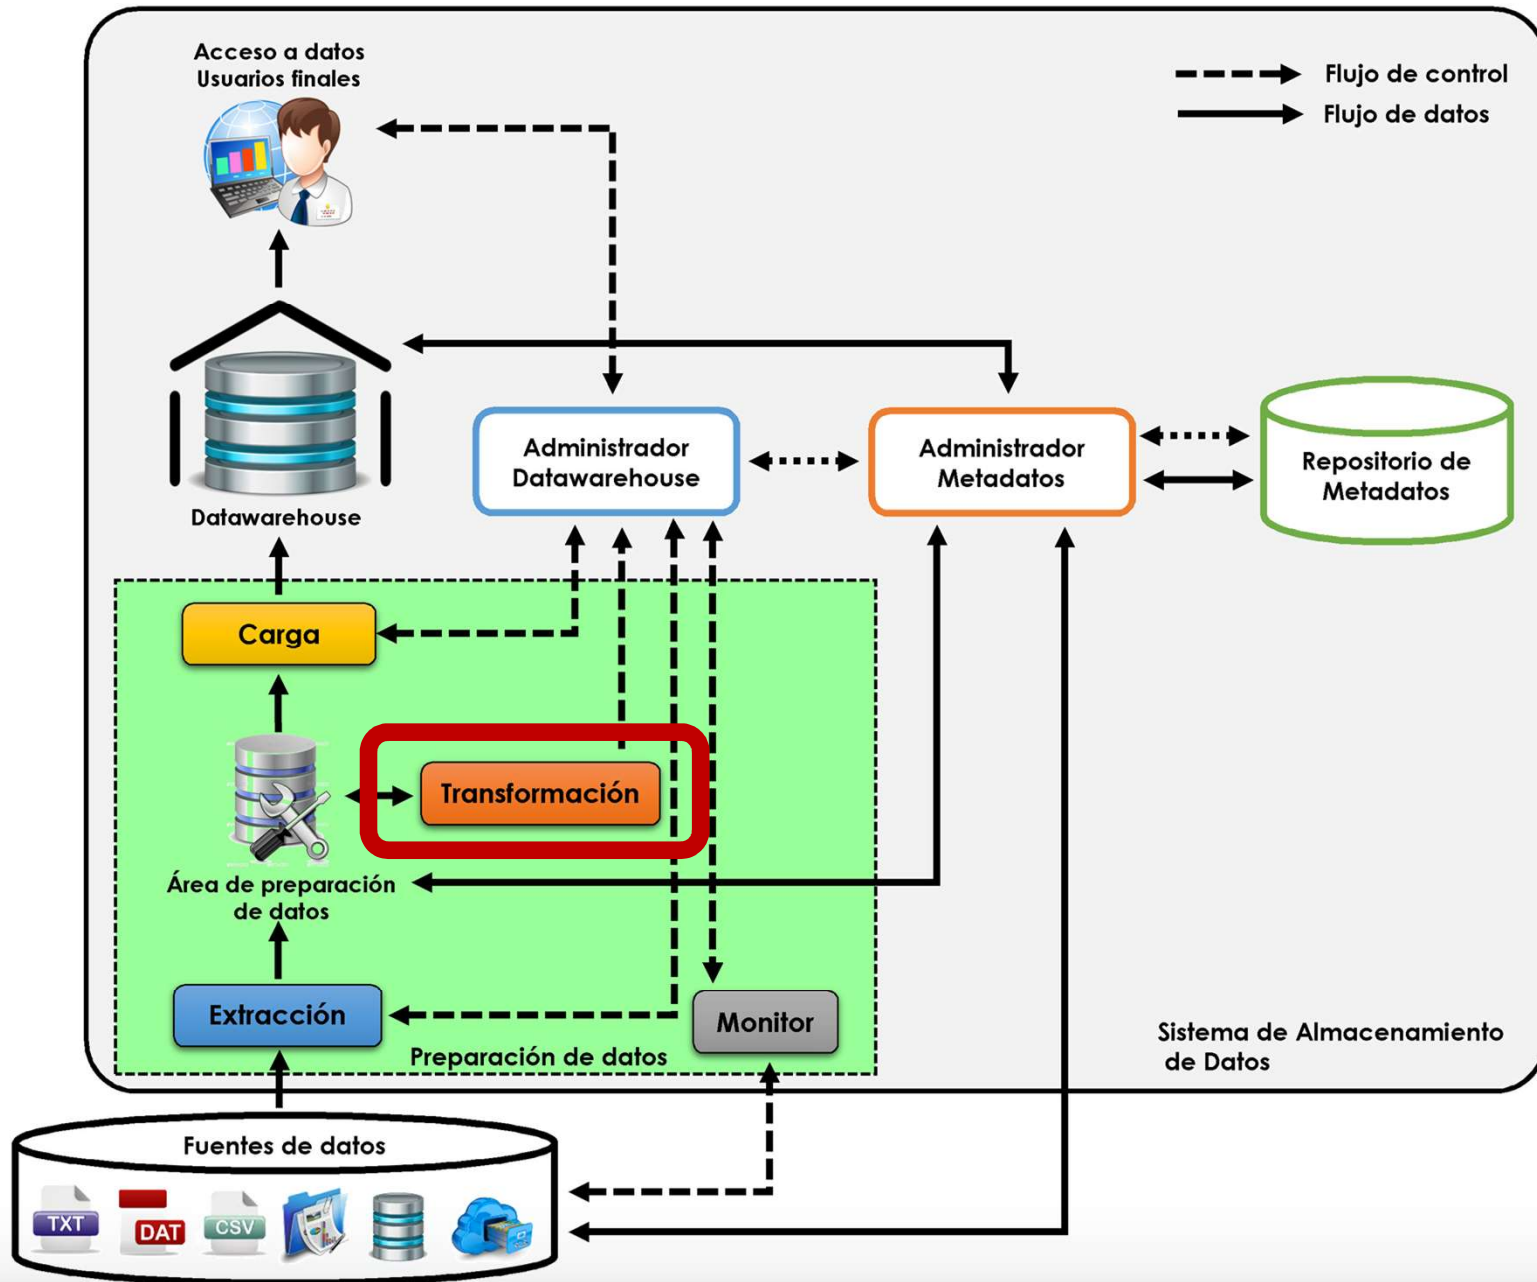 Acceso a datos
Usuarios finales
Flujo de control
Flujo de datos
Administrador
Datawarehouse
Administrador
Metadatos
Repositorio de
Metadatos
Datawarehouse
Carga
Transformación
Área de preparación
de datos
Extracción
Monitor
Preparación de datos
Sistema de Almacenamiento
de Datos
Fuentes de datos
TXT
DAT
CSV